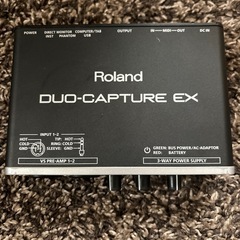 POWER DIRECT MONITOR COMPUTER/TAB OUTPUT IN—MIDI—OUT DC IN
INST PHANTOM USB
Roland
DUO-CAPTURE EX
INPUT 1-2
HOT TIP: HOT
COLD RING: COLD
GND SLEEVE: GND
VS PRE-AMP 1-2
GREEN: BUS POWER/AC-ADAPTOR
RED: BATTERY
3-WAY POWER SUPPLY